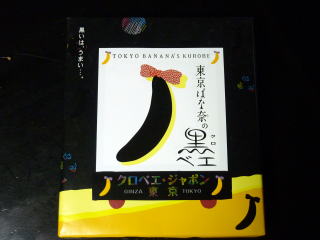 黒いは、うまい…。
TOKYO BANANA'S KUROBE
東京ばな奈の
黒ベエ
クロ
クロベエ・ジャポン
GINZA 東京 TOKYO